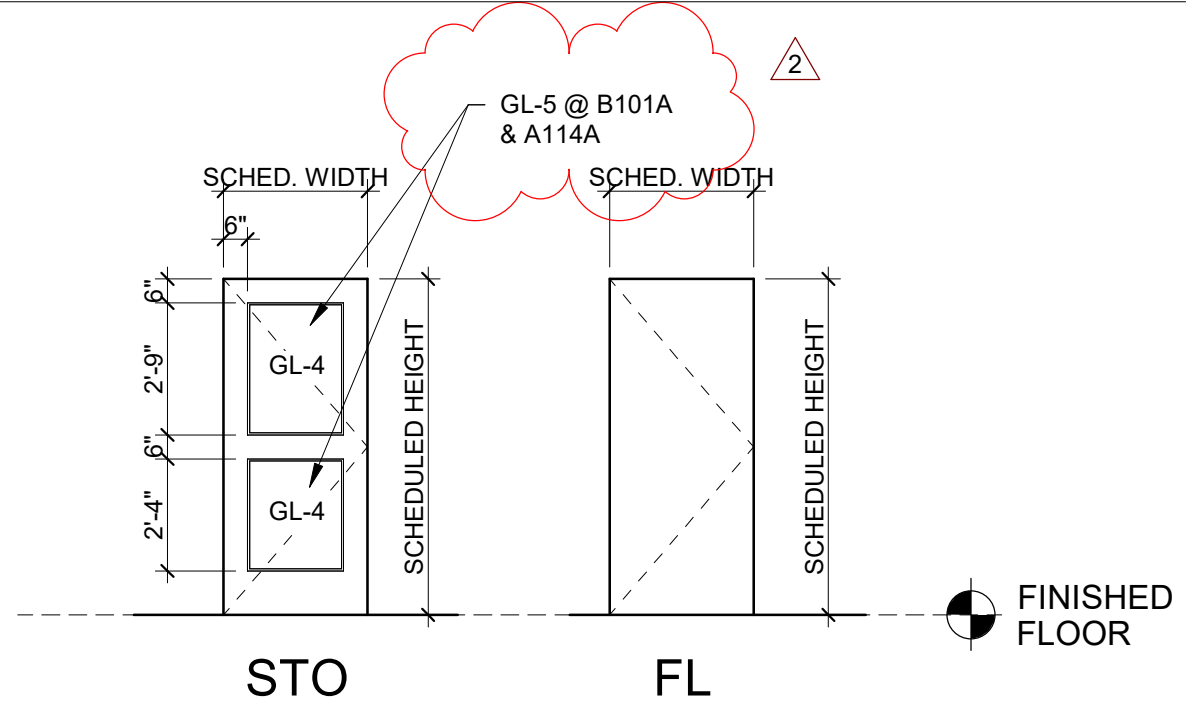 2
GL-5 @ B101A
& A114A
SCHED. WIDTH
SCHED. WIDTH
6"
6"
2'-9"
6"
2'-4"
GL-4
GL-4
SCHEDULED HEIGHT
SCHEDULED HEIGHT
FINISHED
FLOOR
STO
FL